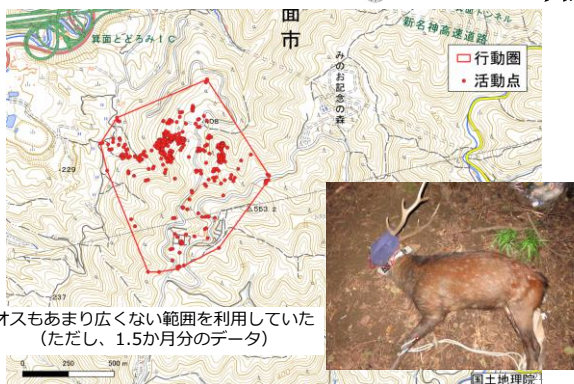 箕面とどろみIC
面
市
新名神高速道路
みのお記念の森
行動圏
活動点
408
-229
563.2
-237
オスもあまり広くない範囲を利用していた
(ただし、1.5か月分のデータ)
0 250 500 m
国土地理院